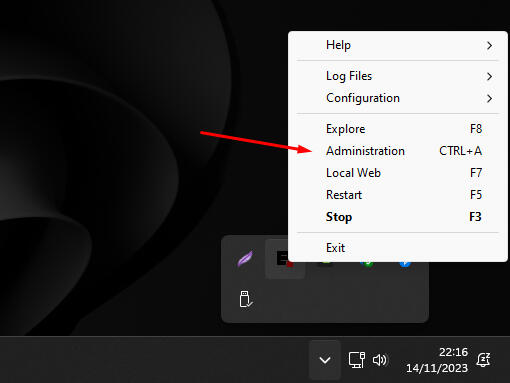 Help
Log Files
Configuration
Explore F8
Administration CTRL+A
Local Web F7
Restart F5
Stop F3
Exit
22:16
14/11/2023